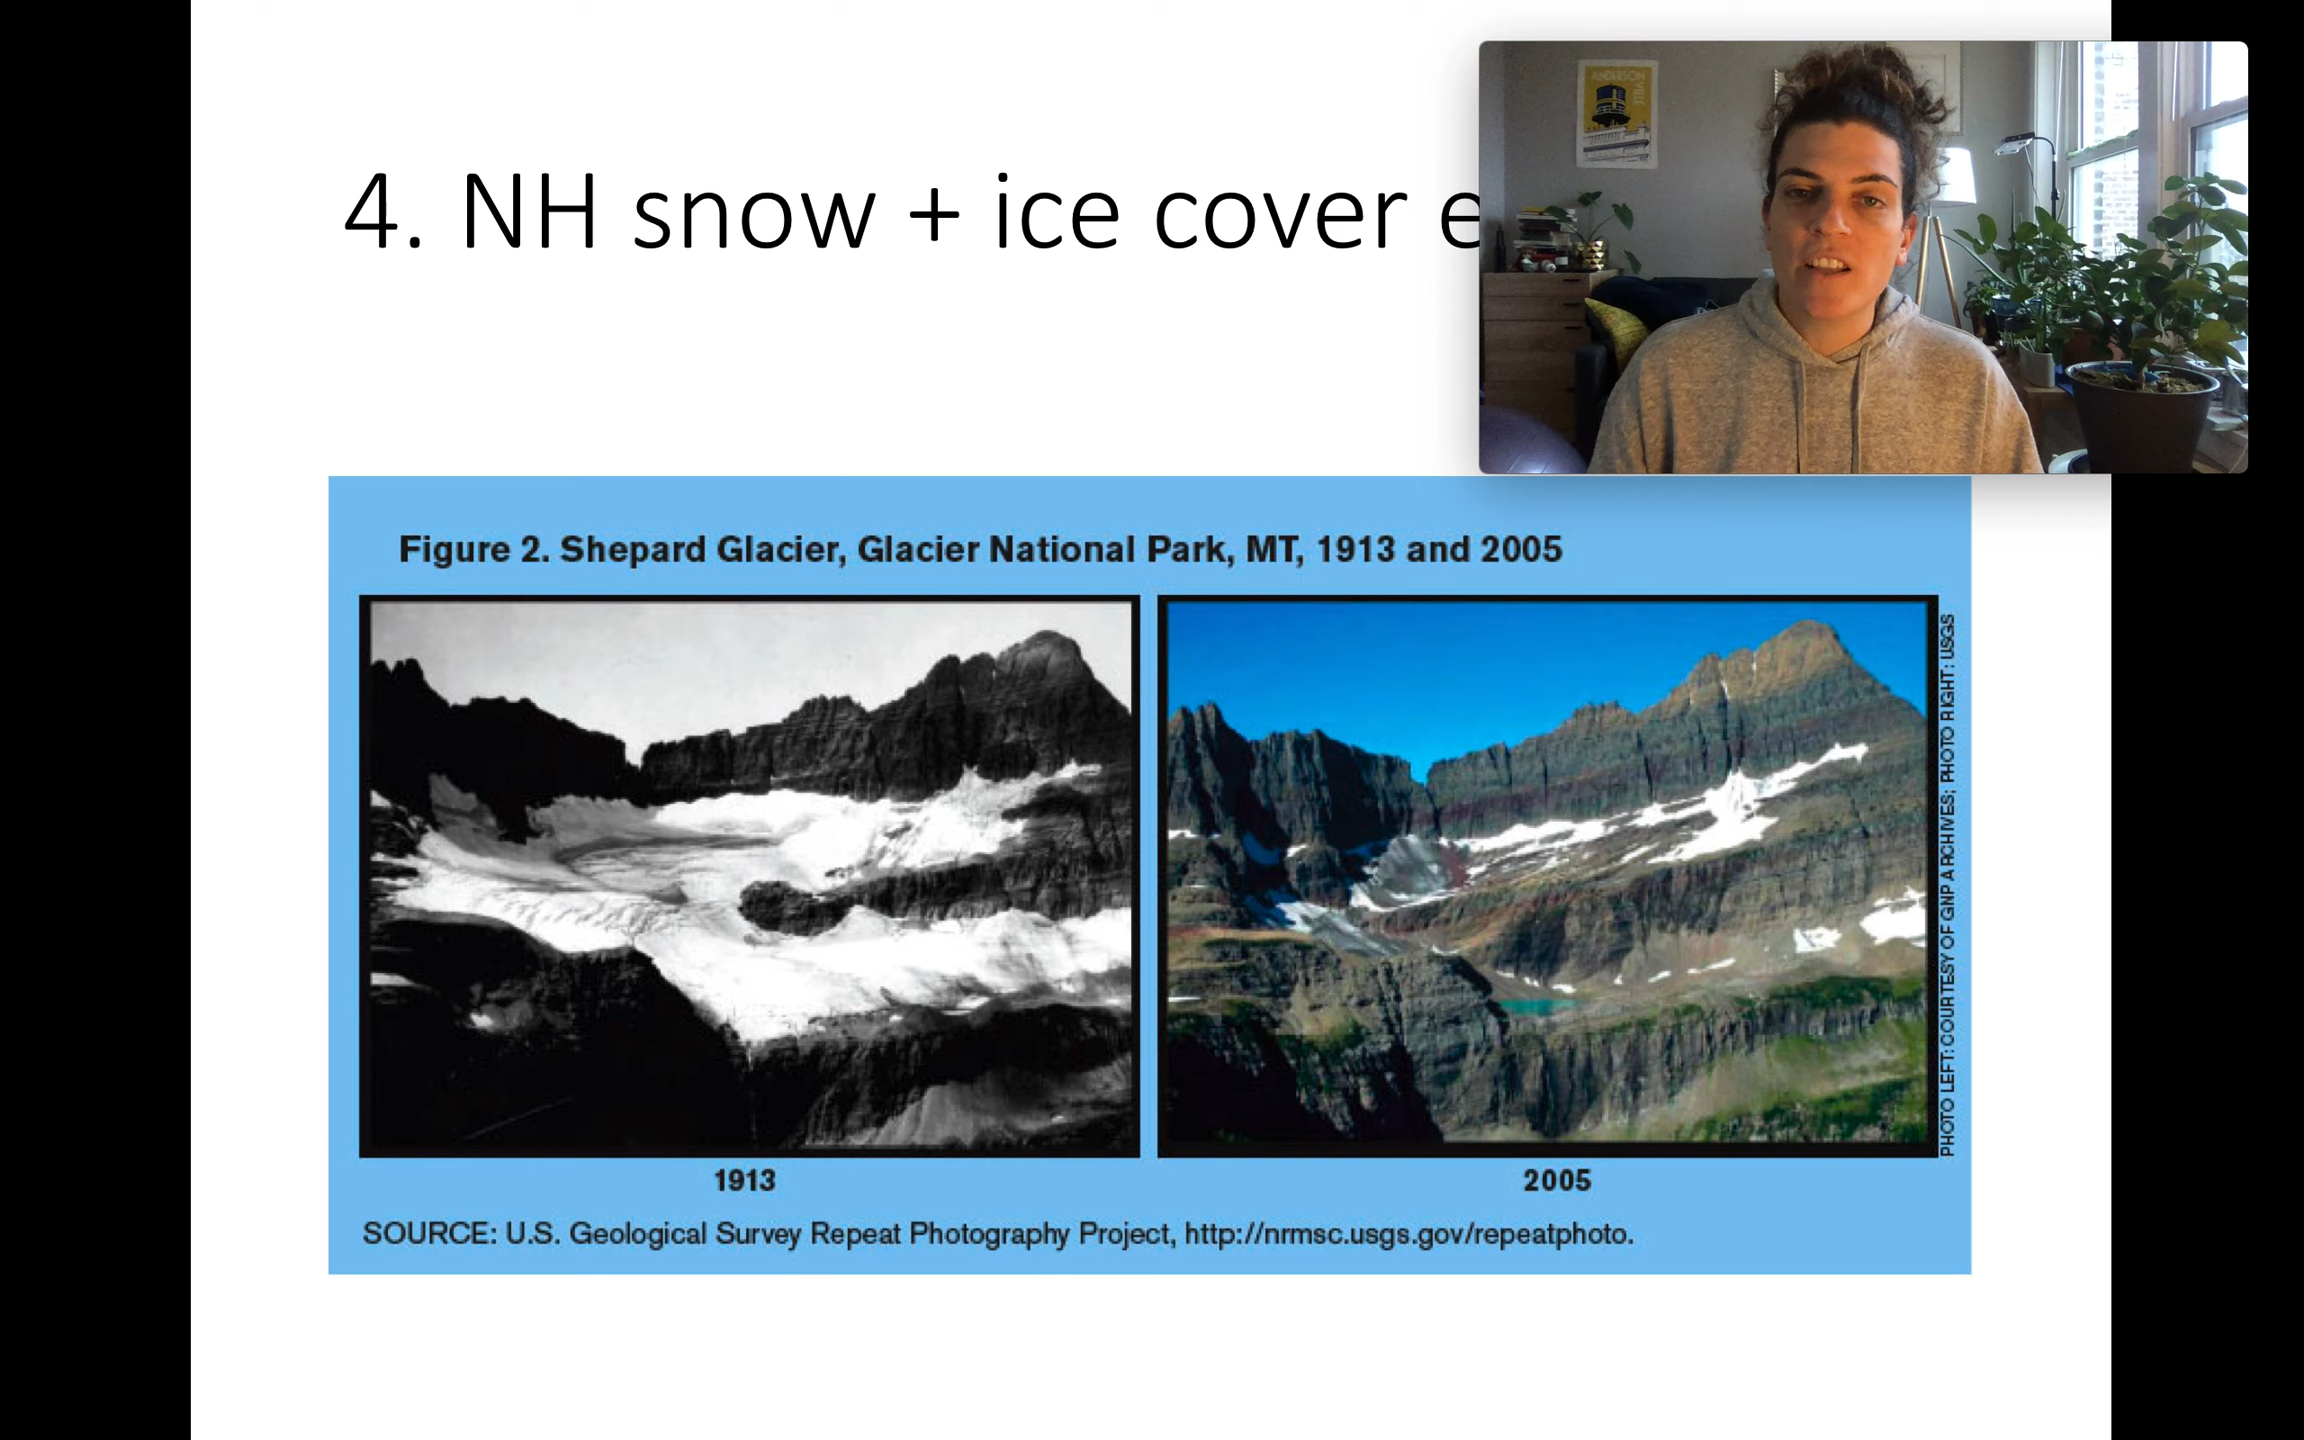 4. NH snow + ice cover e
ANDERSON
VILLE
Figure 2. Shepard Glacier, Glacier National Park, MT, 1913 and 2005
PHOTO LEFT: COURTESY OF GNP ARCHIVES; PHOTO RIGHT: USGS
1913
2005
SOURCE: U.S. Geological Survey Repeat Photography Project, http://nrmsc.usgs.gov/repeatphoto.